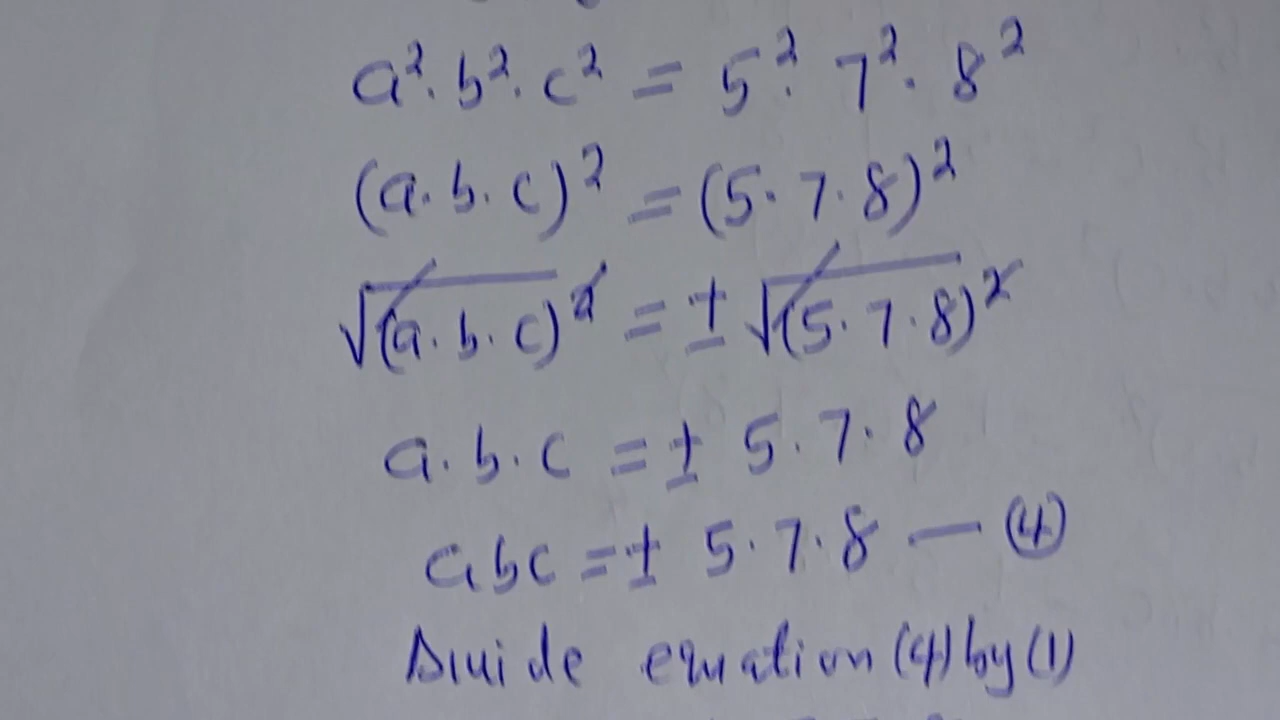 a². b². c² = 5². 7². 8²
(a. b. c)² = (5. 7. 8)²
√(a. b. c)² = ± √(5. 7. 8)²
a. b. c = ± 5. 7. 8
abc = ± 5. 7. 8 — (4)
Divide equation (4) by (1)